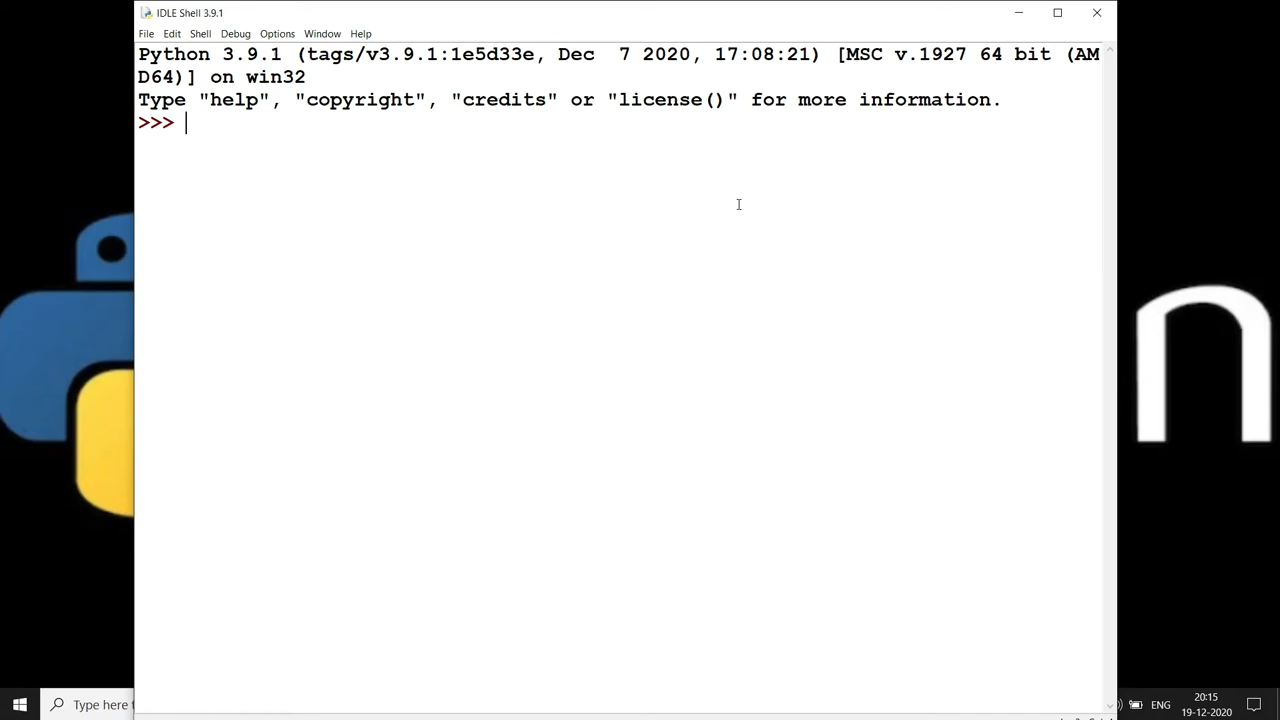 IDLE Shell 3.9.1
File Edit Shell Debug Options Window Help
Python 3.9.1 (tags/v3.9.1:1e5d33e, Dec  7 2020, 17:08:21) [MSC v.1927 64 bit (AM
D64)] on win32
Type "help", "copyright", "credits" or "license()" for more information.
>>>
n
Type here t
ENG
20:15
19-12-2020